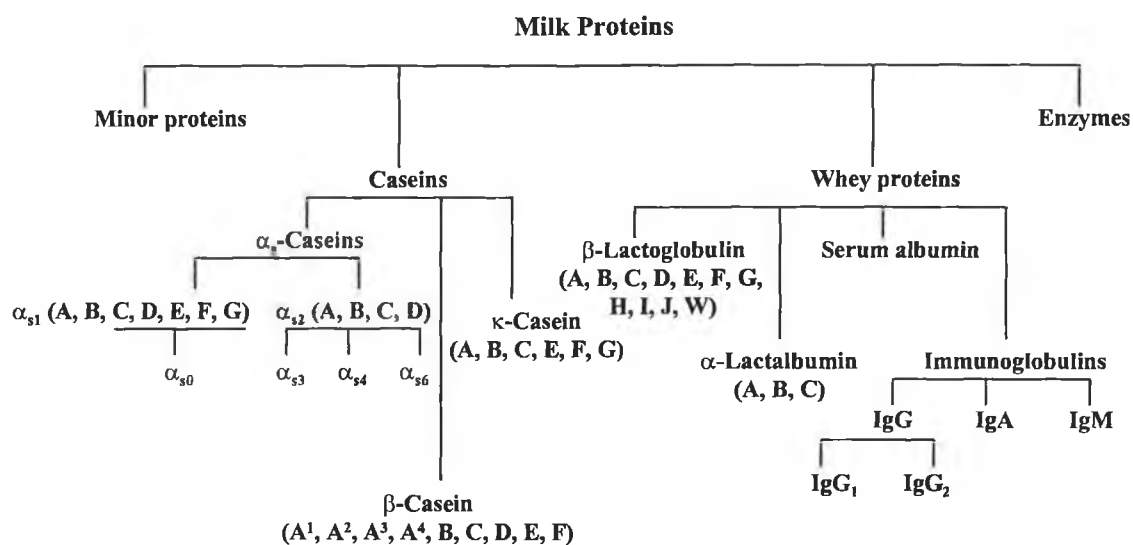 Milk Proteins
Minor proteins
Enzymes
Caseins
Whey proteins
αs-Caseins
β-Lactoglobulin
(A, B, C, D, E, F, G,
H, I, J, W)
Serum albumin
αs1 (A, B, C, D, E, F, G)
αs2 (A, B, C, D)
κ-Casein
(A, B, C, E, F, G)
αs0
αs3
αs4
αs6
α-Lactalbumin
(A, B, C)
Immunoglobulins
IgG
IgA
IgM
IgG₁
IgG₂
β-Casein
(A¹, A², A³, A⁴, B, C, D, E, F)